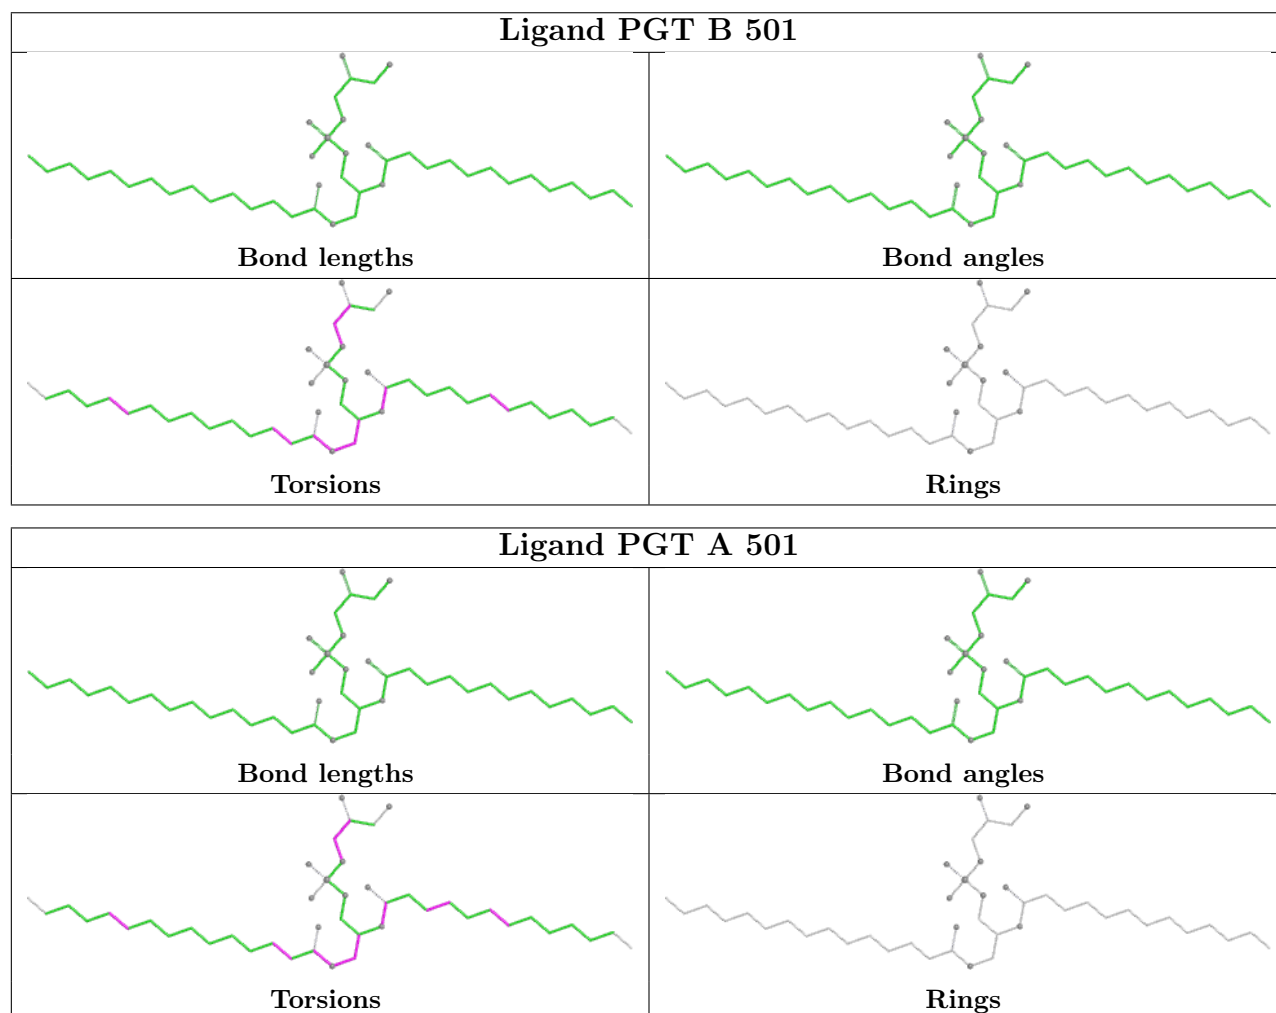 Ligand PGT B 501
Bond lengths
Bond angles
Torsions
Rings
Ligand PGT A 501
Bond lengths
Bond angles
Torsions
Rings